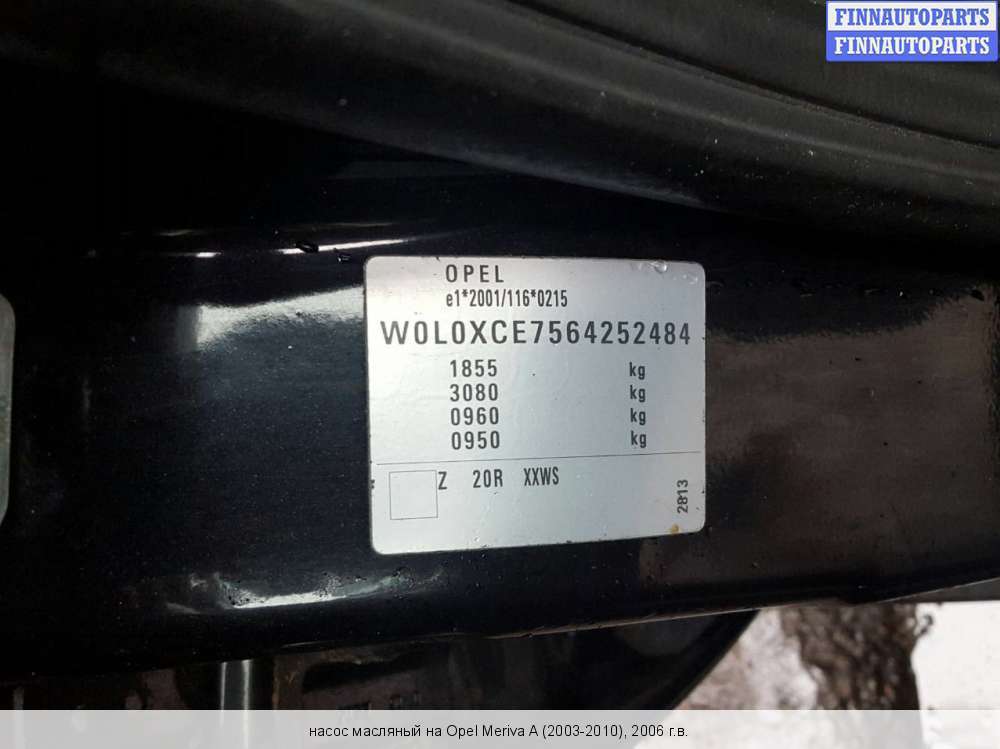 FINNAUTOPARTS
FINNAUTOPARTS
OPEL
e1*2001/116*0215
W0L0XCE7564252484
1855 kg
3080 kg
0960 kg
0950 kg
Z 20R XXWS
2813
насос масляный на Opel Meriva A (2003-2010), 2006 г.в.